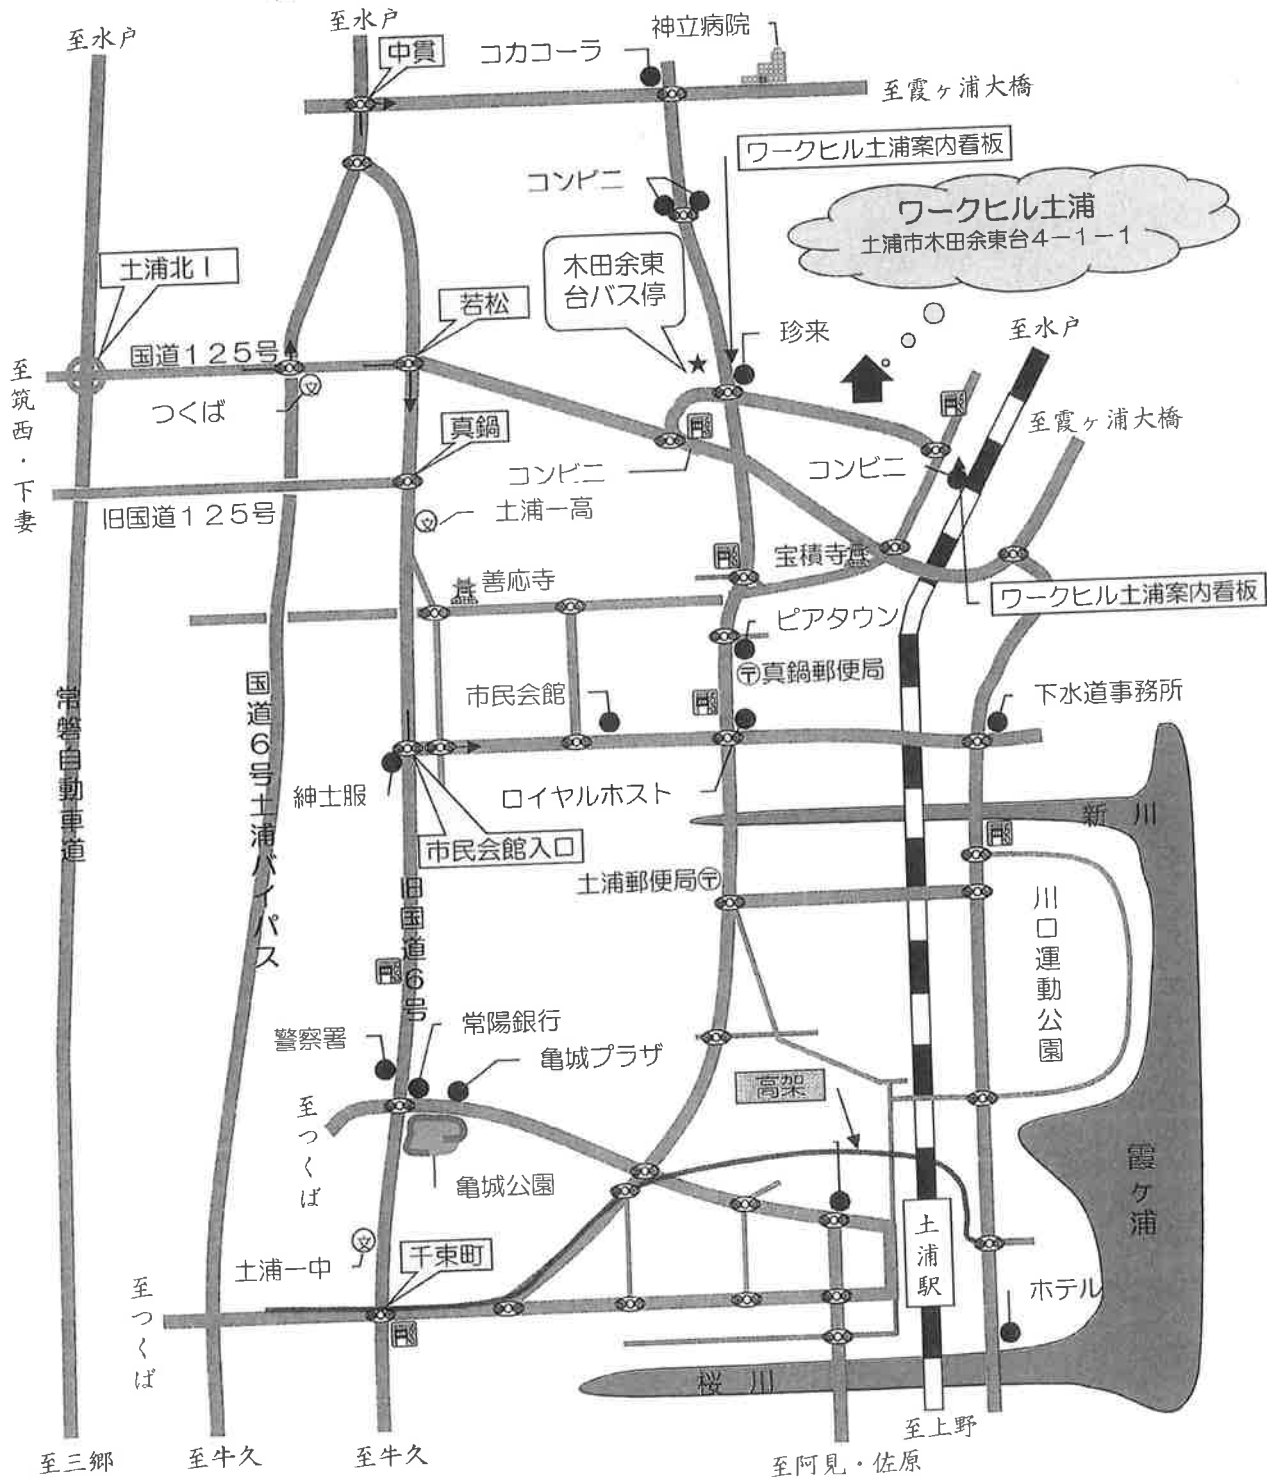 至水戸
至水戸
神立病院
中貫
コカコーラ
至霞ヶ浦大橋
ワークヒル土浦案内看板
コンビニ
ワークヒル土浦
土浦市木田余東台4-1-1
土浦北I
木田余東
台バス停
若松
至水戸
珍来
国道125号
至筑西・下妻
つくば
真鍋
至霞ヶ浦大橋
コンビニ
コンビニ
旧国道125号
土浦一高
宝積寺
善応寺
ワークヒル土浦案内看板
ピアタウン
〒真鍋郵便局
市民会館
下水道事務所
常磐自動車道
国道6号土浦バイパス
紳士服
ロイヤルホスト
新川
市民会館入口
土浦郵便局〒
旧国道6号
川口運動公園
警察署
常陽銀行
亀城プラザ
高架
至つくば
亀城公園
霞ヶ浦
土浦駅
土浦一中
千束町
ホテル
至つくば
桜川
至上野
至三郷
至牛久
至牛久
至阿見・佐原